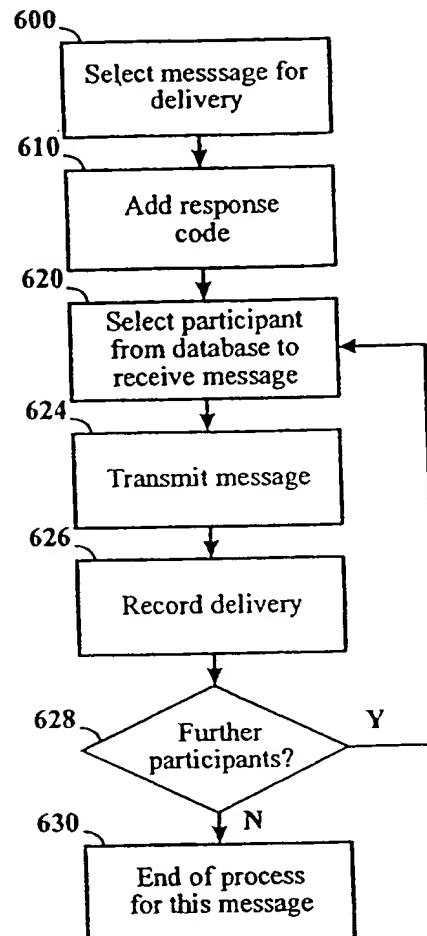 600
Select messsage for
delivery
610
Add response
code
620
Select participant
from database to
receive message
624
Transmit message
626
Record delivery
628
Further
participants?
Y
N
630
End of process
for this message